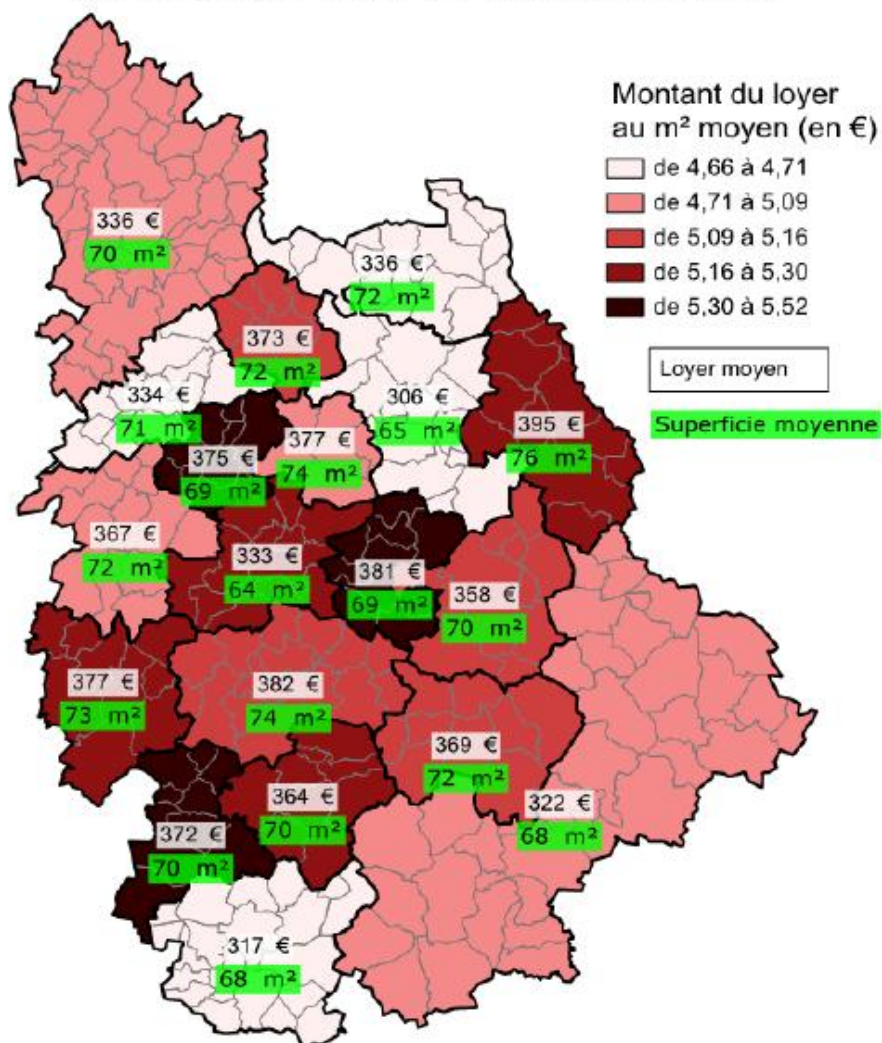 Montant du loyer
au m² moyen (en €)
de 4,66 à 4,71
de 4,71 à 5,09
de 5,09 à 5,16
de 5,16 à 5,30
de 5,30 à 5,52
Loyer moyen
Superficie moyenne
336 €
70 m²
336 €
72 m²
373 €
72 m²
334 €
71 m²
306 €
65 m²
395 €
76 m²
377 €
74 m²
375 €
69 m²
367 €
72 m²
333 €
64 m²
381 €
69 m²
358 €
70 m²
377 €
73 m²
382 €
74 m²
369 €
72 m²
364 €
70 m²
322 €
68 m²
372 €
70 m²
317 €
68 m²